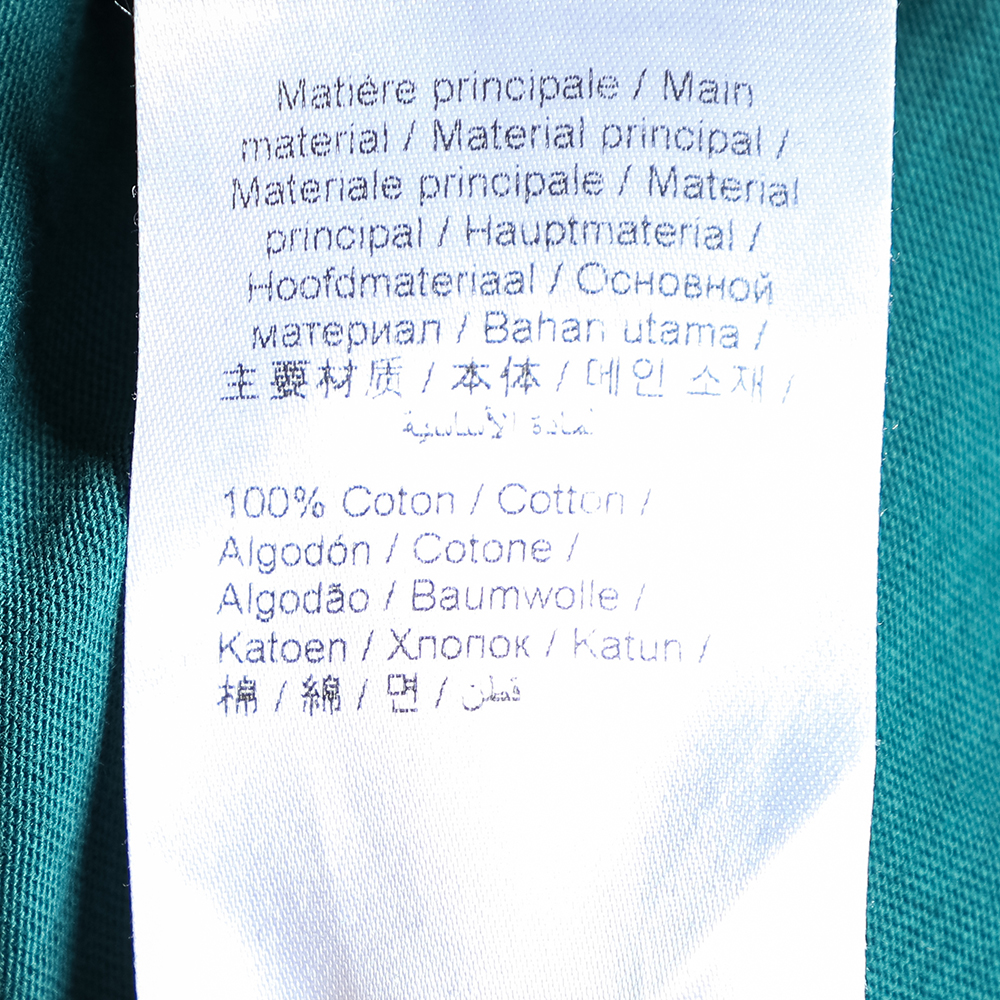 Matiére principale / Main
material / Material principal /
Materiale principale / Material
principal / Hauptmaterial /
Hoofdmateriaal / Основной
материал / Bahan utama /
主要材质 / 本体 / 메인 소재 /
لمادة الأساسية
100% Coton / Cotton /
Algodón / Cotone /
Algodão / Baumwolle /
Katoen / Хлопок / Katun /
棉 / 綿 / 면 / قطن